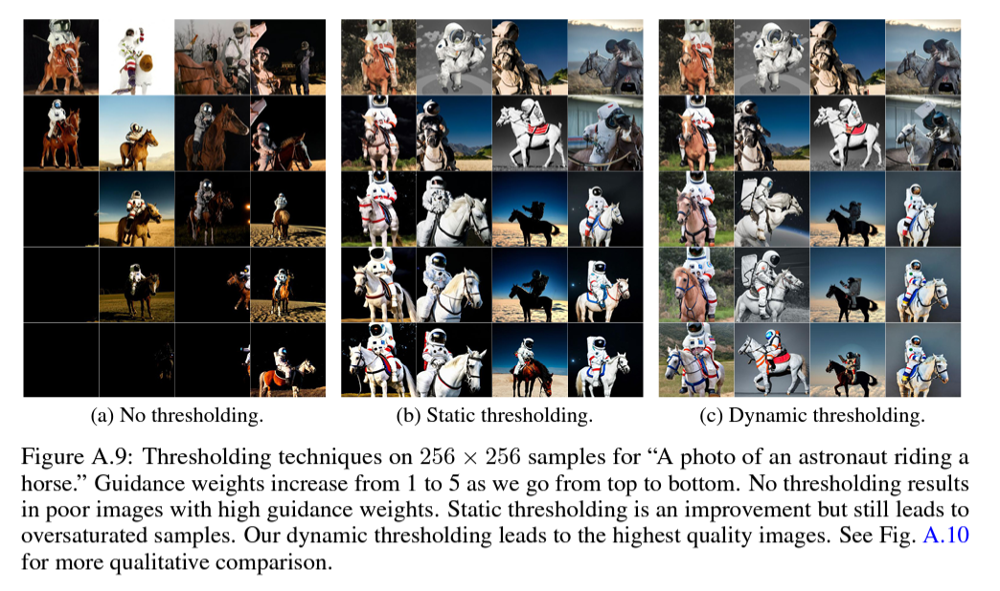 (a) No thresholding.
(b) Static thresholding.
(c) Dynamic thresholding.
Figure A.9: Thresholding techniques on 256 × 256 samples for “A photo of an astronaut riding a
horse.” Guidance weights increase from 1 to 5 as we go from top to bottom. No thresholding results
in poor images with high guidance weights. Static thresholding is an improvement but still leads to
oversaturated samples. Our dynamic thresholding leads to the highest quality images. See Fig. A.10
for more qualitative comparison.